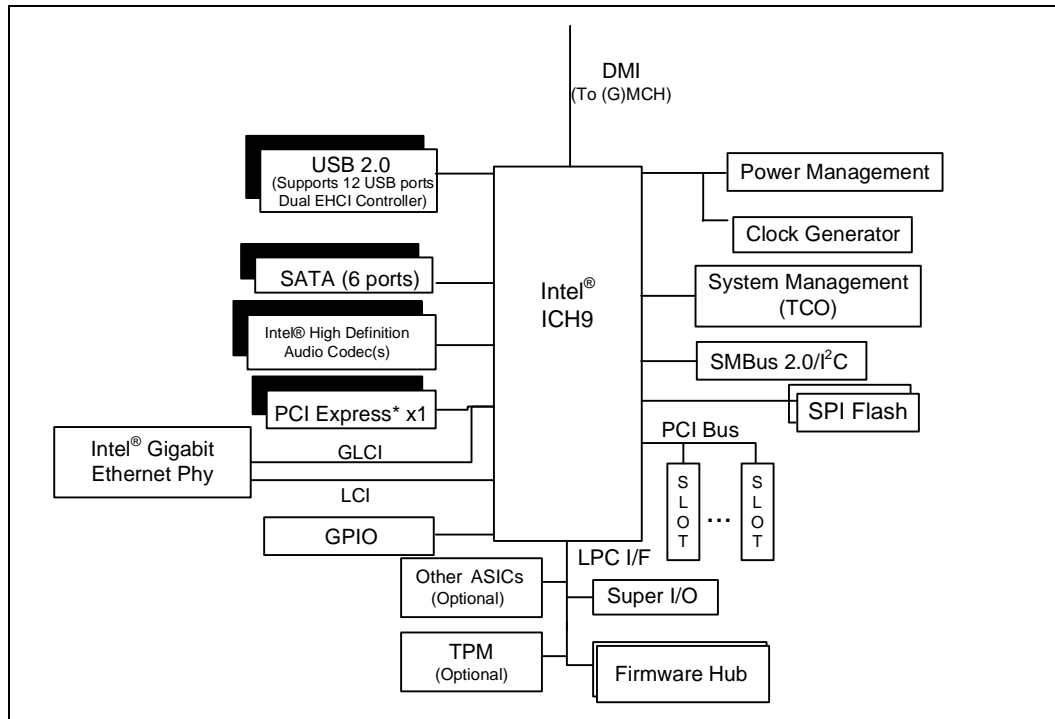 DMI
(To (G)MCH)
USB 2.0
(Supports 12 USB ports
Dual EHCI Controller)
Power Management
Clock Generator
SATA (6 ports)
Intel®
ICH9
System Management
(TCO)
Intel® High Definition
Audio Codec(s)
SMBus 2.0/I²C
PCI Express* x1
SPI Flash
Intel® Gigabit
Ethernet Phy
GLCI
LCI
PCI Bus
SLOT
...
SLOT
GPIO
LPC I/F
Other ASICs
(Optional)
Super I/O
TPM
(Optional)
Firmware Hub